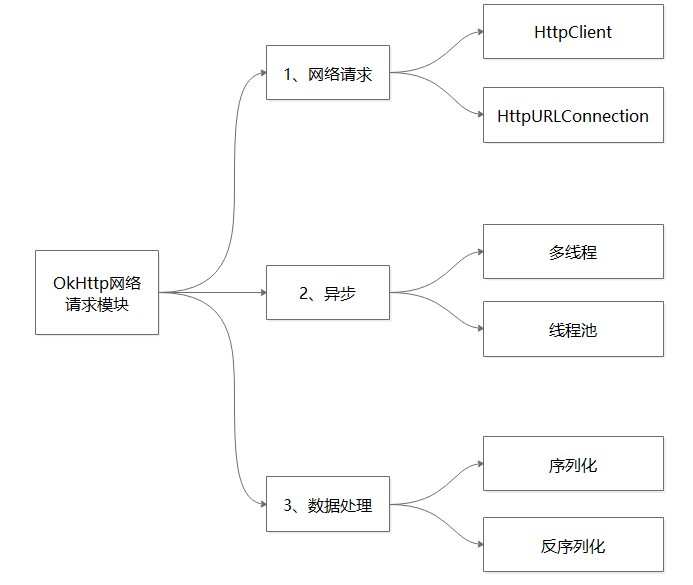 OkHttp网络
请求模块
1、网络请求
HttpClient
HttpURLConnection
2、异步
多线程
线程池
3、数据处理
序列化
反序列化